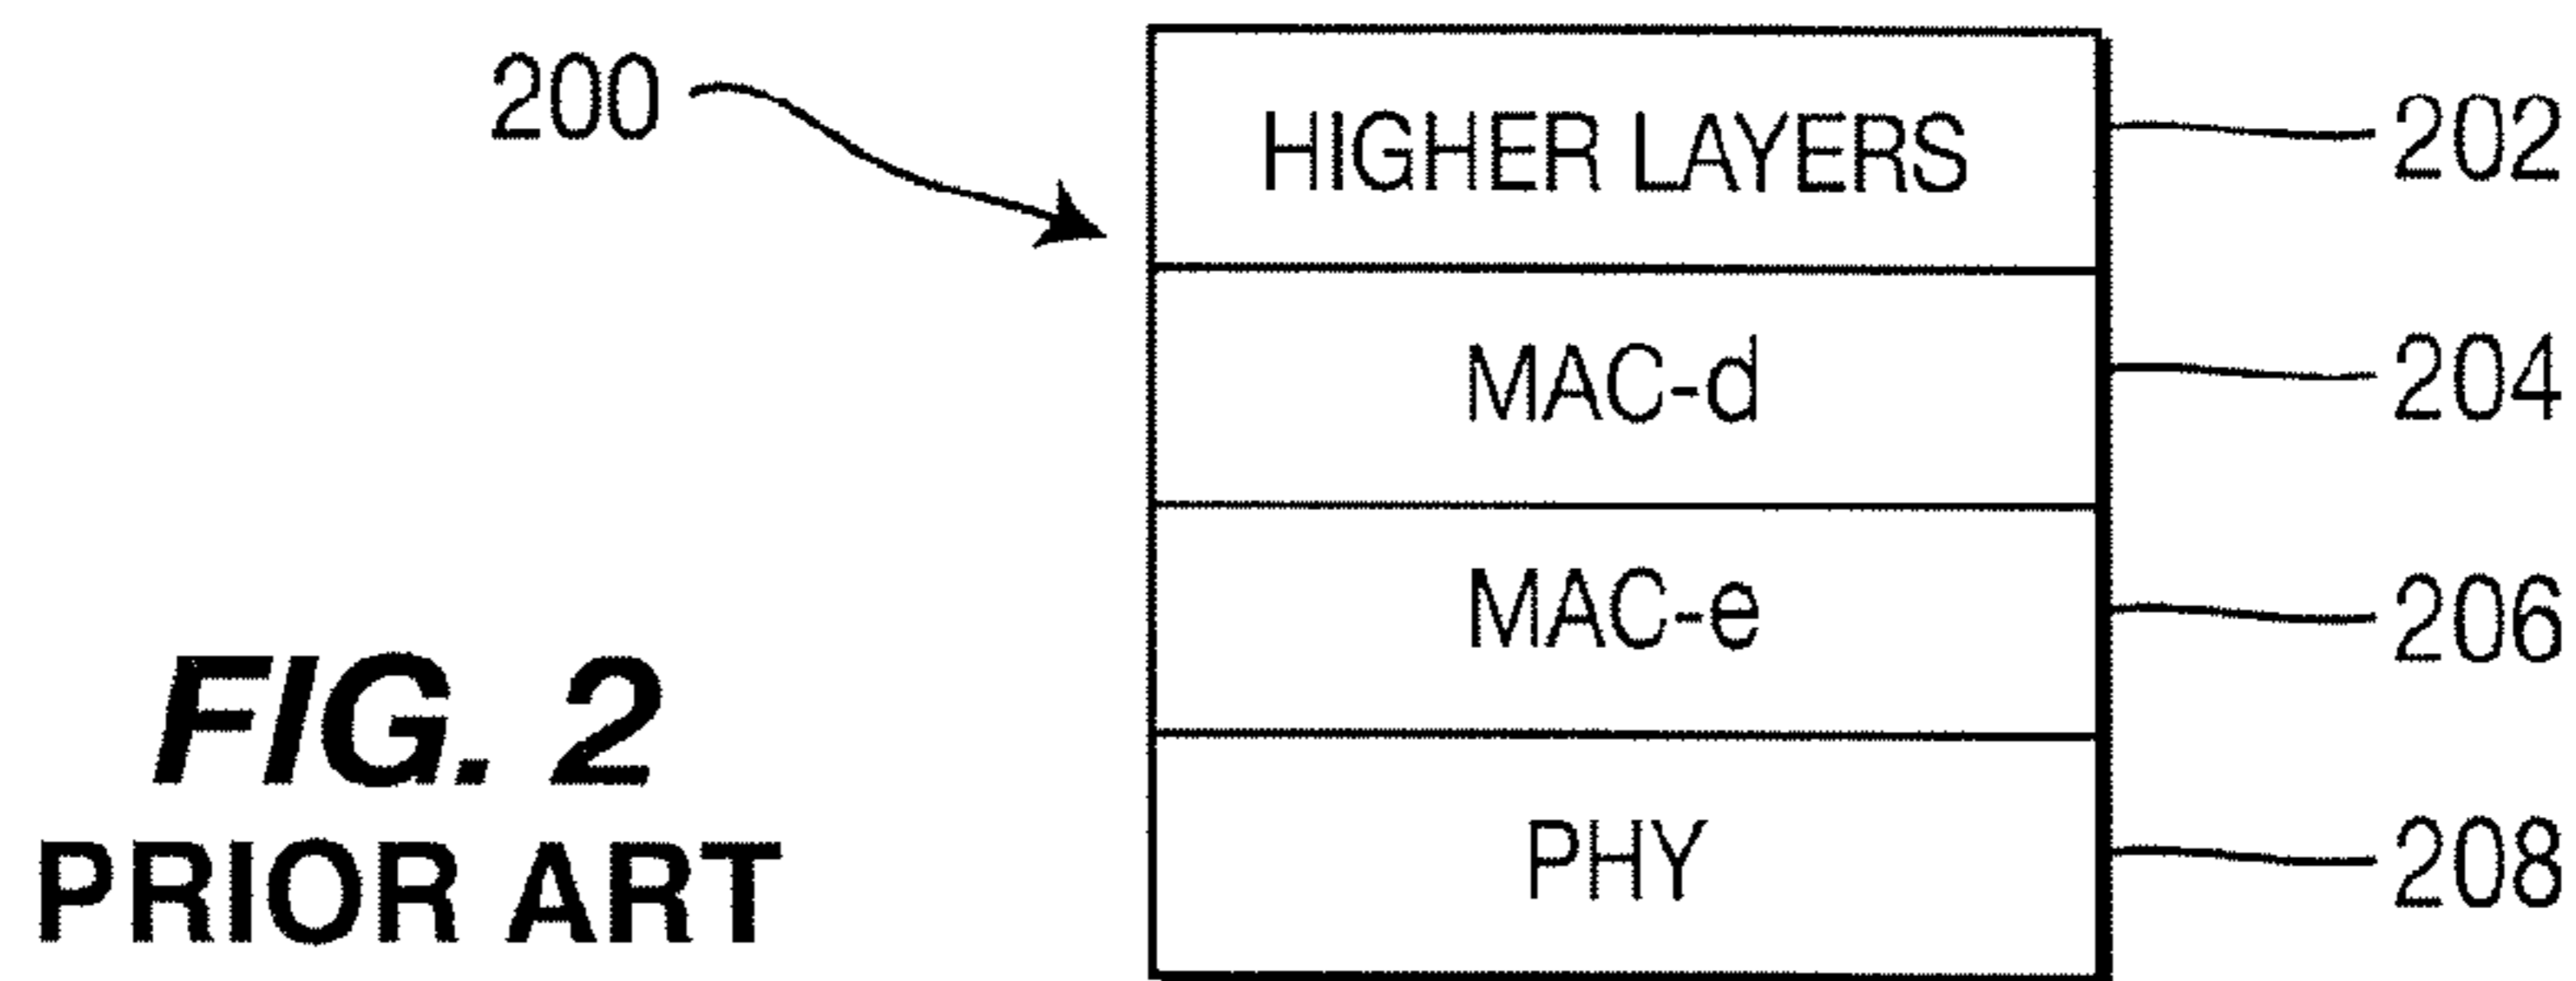 200
HIGHER LAYERS 202
MAC-d 204
MAC-e 206
PHY 208
FIG. 2
PRIOR ART